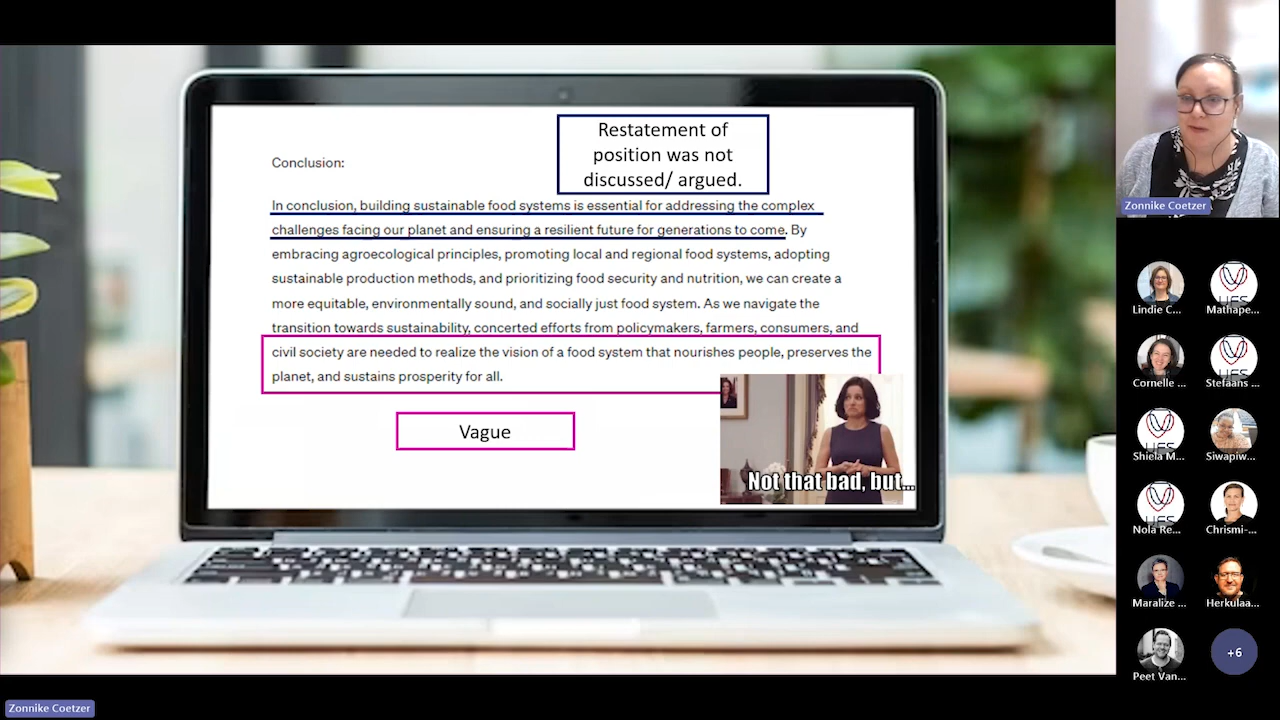 Restatement of
position was not
discussed/ argued.
Conclusion:
In conclusion, building sustainable food systems is essential for addressing the complex
challenges facing our planet and ensuring a resilient future for generations to come. By
embracing agroecological principles, promoting local and regional food systems, adopting
sustainable production methods, and prioritizing food security and nutrition, we can create a
more equitable, environmentally sound, and socially just food system. As we navigate the
transition towards sustainability, concerted efforts from policymakers, farmers, consumers, and
civil society are needed to realize the vision of a food system that nourishes people, preserves the
planet, and sustains prosperity for all.
Vague
Not that bad, but...
Zonnike Coetzer
Lindie C...
Mathape...
Cornelle ...
Stefaans ...
Shiela M...
Siwapiw...
Nola Re...
Chrismi-...
Maralize ...
Herkulaa...
Peet Van...
+6
Zonnike Coetzer